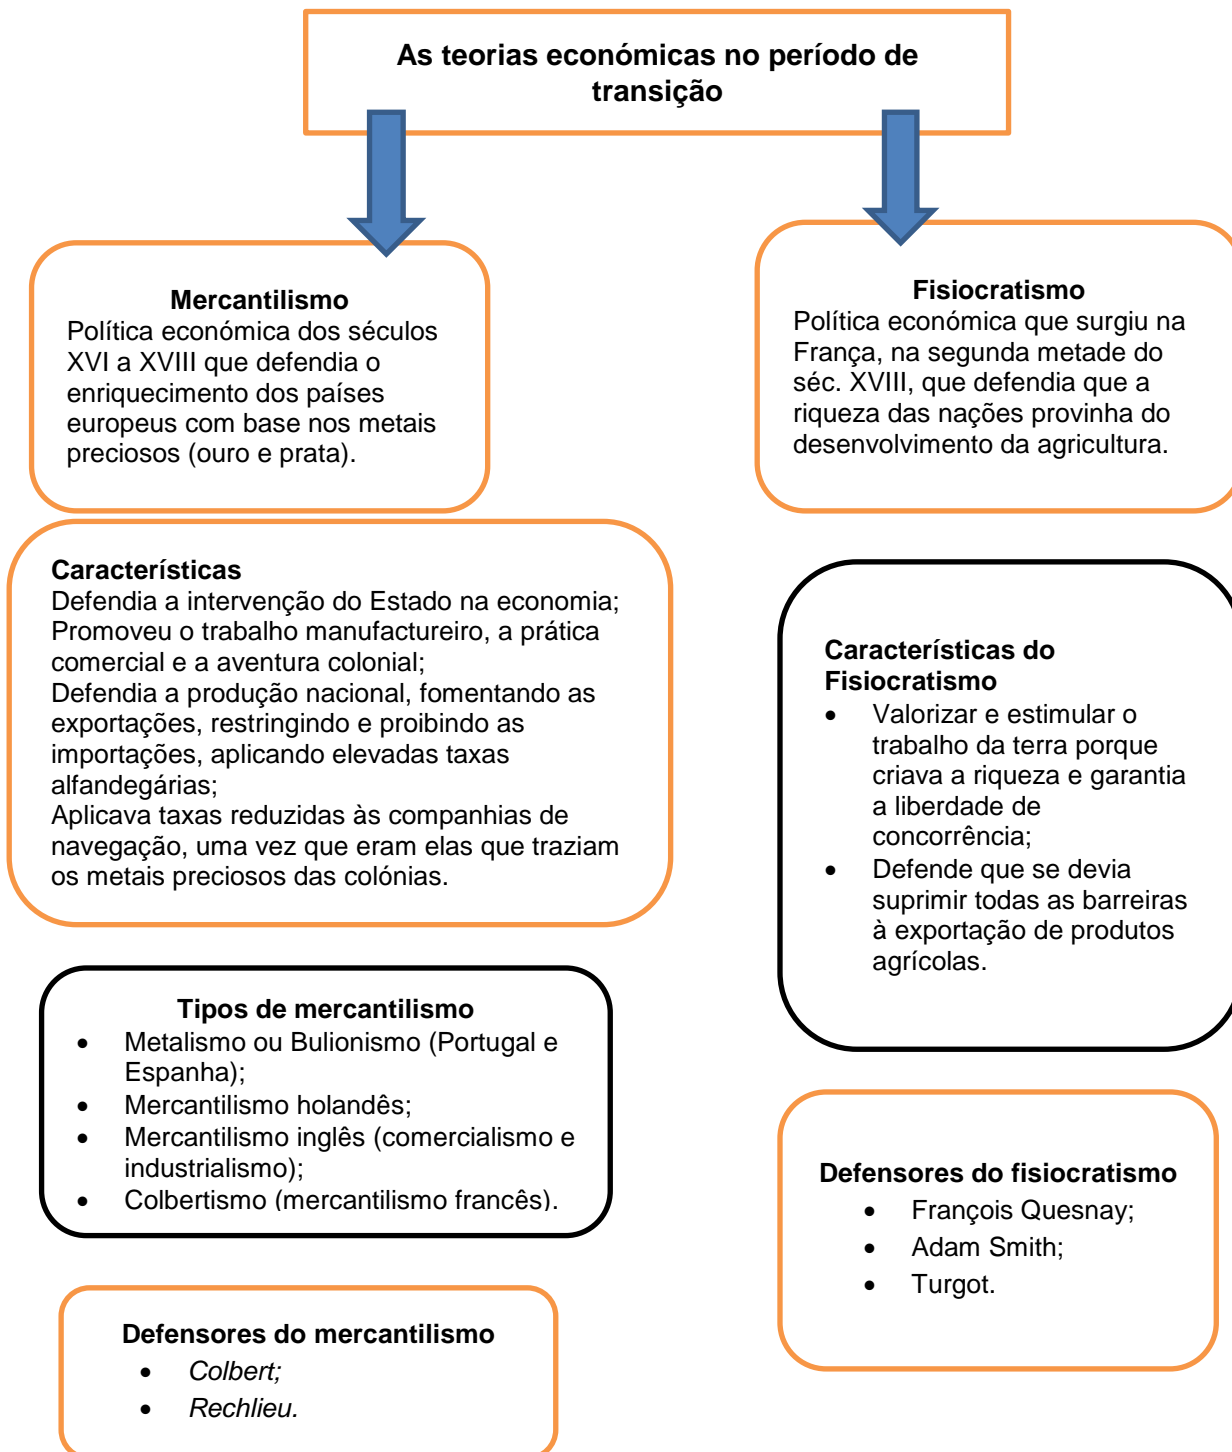 As teorias económicas no período de
transição
Mercantilismo
Política económica dos séculos
XVI a XVIII que defendia o
enriquecimento dos países
europeus com base nos metais
preciosos (ouro e prata).
Características
Defendia a intervenção do Estado na economia;
Promoveu o trabalho manufactureiro, a prática
comercial e a aventura colonial;
Defendia a produção nacional, fomentando as
exportações, restringindo e proibindo as
importações, aplicando elevadas taxas
alfandegárias;
Aplicava taxas reduzidas às companhias de
navegação, uma vez que eram elas que traziam
os metais preciosos das colónias.
Tipos de mercantilismo
• Metalismo ou Bulionismo (Portugal e
Espanha);
• Mercantilismo holandês;
• Mercantilismo inglês (comercialismo e
industrialismo);
• Colbertismo (mercantilismo francês).
Defensores do mercantilismo
• Colbert;
• Rechlieu.
Fisiocratismo
Política económica que surgiu na
França, na segunda metade do
séc. XVIII, que defendia que a
riqueza das nações provinha do
desenvolvimento da agricultura.
Características do
Fisiocratismo
• Valorizar e estimular o
trabalho da terra porque
criava a riqueza e garantia
a liberdade de
concorrência;
• Defende que se devia
suprimir todas as barreiras
à exportação de produtos
agrícolas.
Defensores do fisiocratismo
• François Quesnay;
• Adam Smith;
• Turgot.